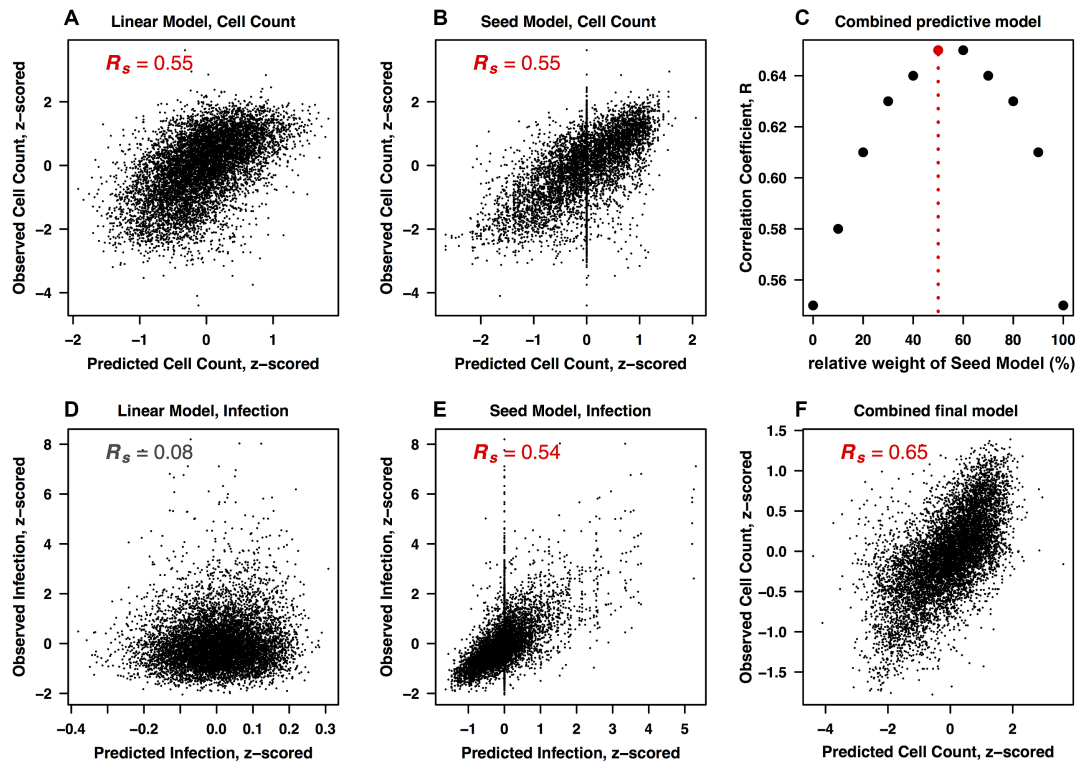 A Linear Model, Cell Count
R_s = 0.55
Observed Cell Count, z−scored
2
0
−2
−4
−2 −1 0 1
Predicted Cell Count, z−scored
B Seed Model, Cell Count
R_s = 0.55
Observed Cell Count, z−scored
2
0
−2
−4
−2 −1 0 1 2
Predicted Cell Count, z−scored
C Combined predictive model
Correlation Coefficient, R
0.64
0.62
0.60
0.58
0.56
0 20 40 60 80 100
relative weight of Seed Model (%)
D Linear Model, Infection
R_s = 0.08
Observed Infection, z−scored
8
6
4
2
0
−2
−0.4 −0.2 0.0 0.1 0.2 0.3
Predicted Infection, z−scored
E Seed Model, Infection
R_s = 0.54
Observed Infection, z−scored
8
6
4
2
0
−2
−1 0 1 2 3 4 5
Predicted Infection, z−scored
F Combined final model
R_s = 0.65
Observed Cell Count, z−scored
1.5
1.0
0.5
0.0
−0.5
−1.0
−1.5
−4 −2 0 2
Predicted Cell Count, z−scored